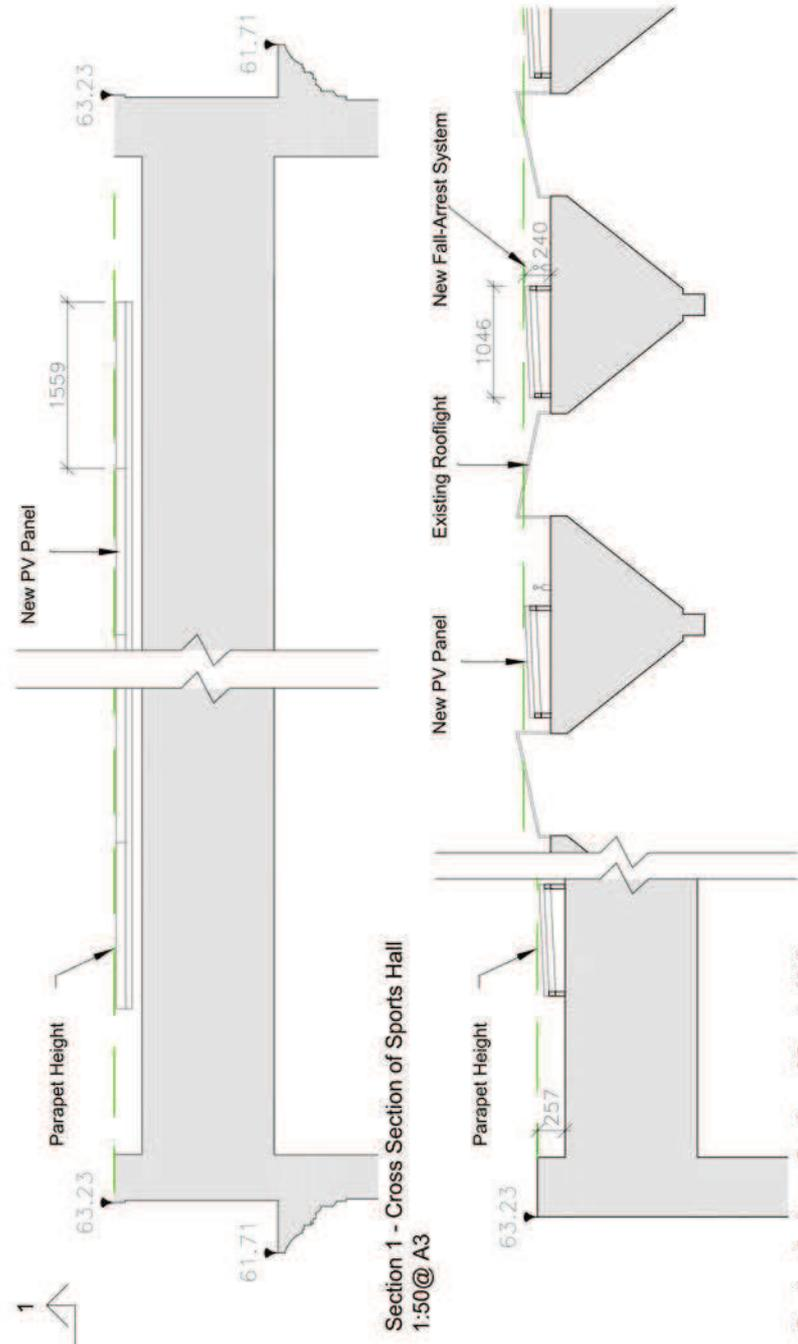 1
63.23
61.71
Parapet Height
New PV Panel
1559
63.23
61.71
Section 1 - Cross Section of Sports Hall
1:50@ A3
63.23
257
Parapet Height
New PV Panel
Existing Rooflight
1046
New Fall-Arrest System
240